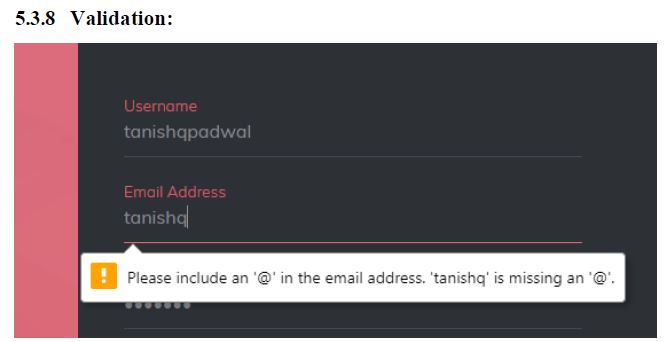 5.3.8 Validation:
Username
tanishqpadwal
Email Address
tanishq
Please include an '@' in the email address. 'tanishq' is missing an '@'.
•••••••